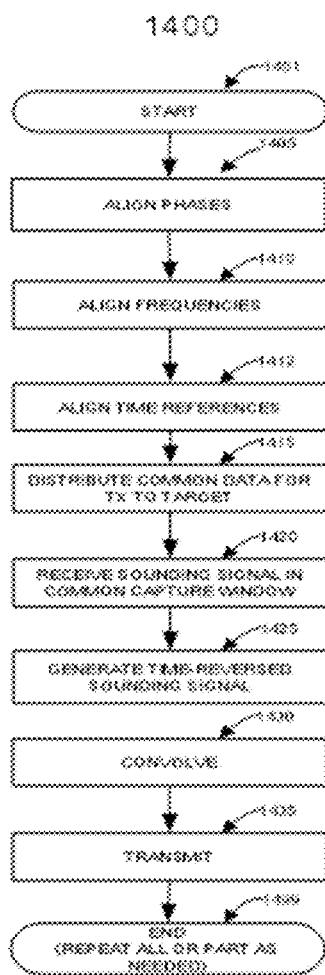 1400
1401
START
1405
ALIGN PHASES
1410
ALIGN FREQUENCIES
1412
ALIGN TIME REFERENCES
1415
DISTRIBUTE COMMON DATA FOR
TX TO TARGET
1420
RECEIVE SOUNDING SIGNAL IN
COMMON CAPTURE WINDOW
1425
GENERATE TIME-REVERSED
SOUNDING SIGNAL
1430
CONVOLVE
1435
TRANSMIT
1499
END
(REPEAT ALL OR PART AS
NEEDED)